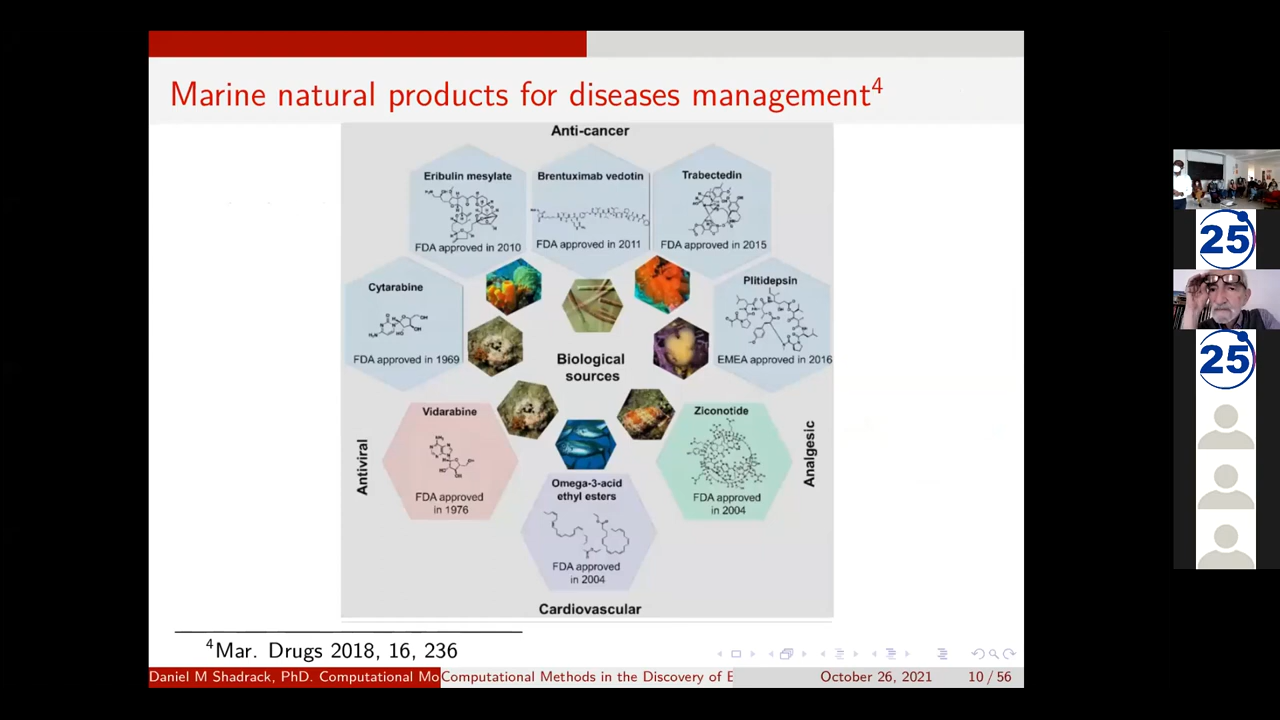 Marine natural products for diseases management4
Anti-cancer
Eribulin mesylate
FDA approved in 2010
Brentuximab vedotin
FDA approved in 2011
Trabectedin
FDA approved in 2015
Cytarabine
FDA approved in 1969
Plitidepsin
EMEA approved in 2016
Biological
sources
Antiviral
Vidarabine
FDA approved
in 1976
Omega-3-acid
ethyl esters
FDA approved
in 2004
Ziconotide
FDA approved
in 2004
Analgesic
Cardiovascular
4Mar. Drugs 2018, 16, 236
Daniel M Shadrack, PhD. Computational Mo
Computational Methods in the Discovery of E
October 26, 2021
10 / 56
25
25